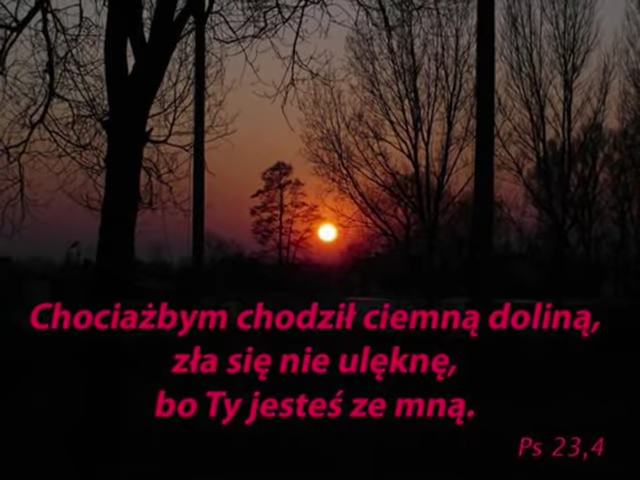 Chociażbym chodził ciemną doliną,
zła się nie ulęknę,
bo Ty jesteś ze mną.
Ps 23,4